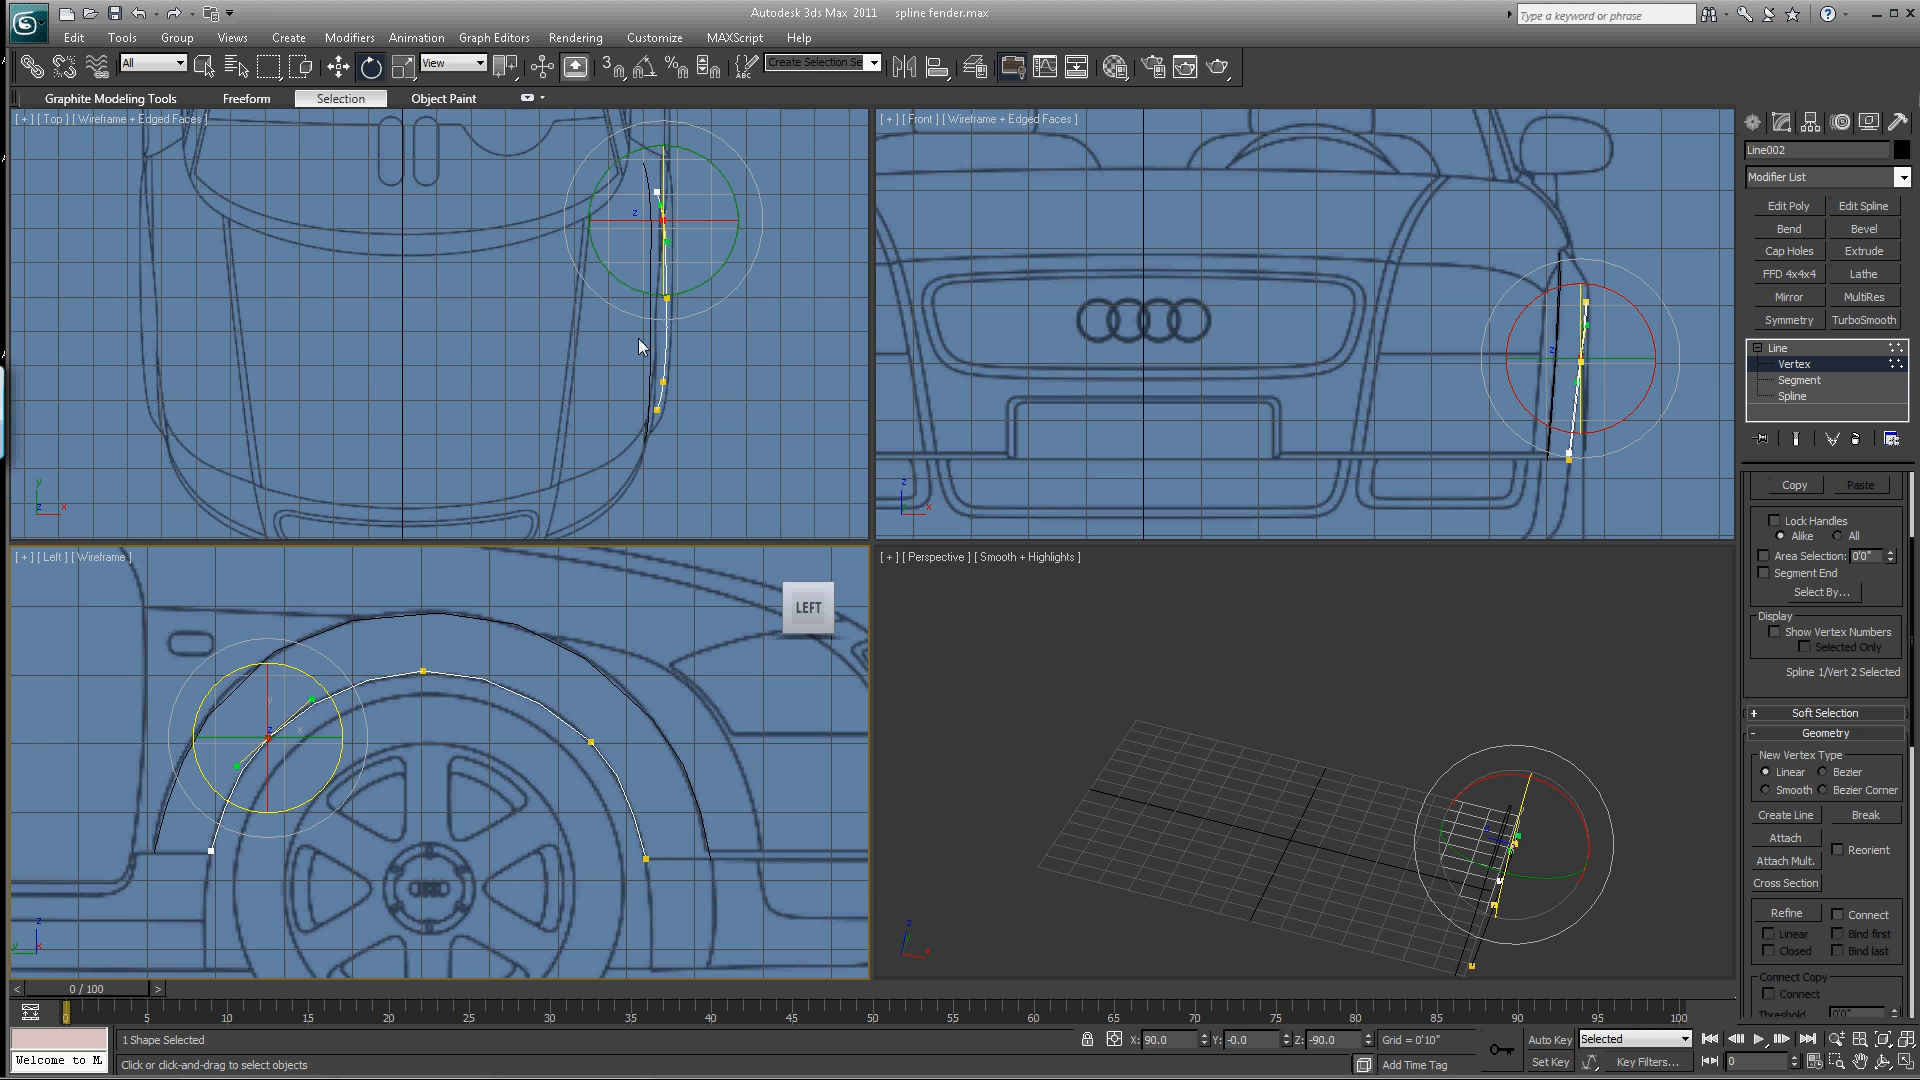 Autodesk 3ds Max 2011 spline fender.max
Type a keyword or phrase
Edit Tools Group Views Create Modifiers Animation Graph Editors Rendering Customize MAXScript Help
All
View
3
ABC
Create Selection Se
Graphite Modeling Tools Freeform Selection Object Paint
[ + ] [ Top ] [ Wireframe + Edged Faces ]
[ + ] [ Front ] [ Wireframe + Edged Faces ]
Line002
Modifier List
Edit Poly Edit Spline
Bend Bevel
Cap Holes Extrude
FFD 4x4x4 Lathe
Mirror MultiRes
Symmetry TurboSmooth
Line
Vertex
Segment
Spline
Copy Paste
Lock Handles
Alike All
Area Selection: 0'0"
Segment End
Select By...
Display
Show Vertex Numbers
Selected Only
Spline 1/Vert 2 Selected
+ Soft Selection
- Geometry
New Vertex Type
Linear Bezier
Smooth Bezier Corner
Create Line Break
Attach
Reorient
Attach Mult.
Cross Section
Refine Connect
Linear Bind first
Closed Bind last
Connect Copy
Connect
Threshold 0'0"
[ + ] [ Left ] [ Wireframe ]
LEFT
[ + ] [ Perspective ] [ Smooth + Highlights ]
z
y
x
< 0 / 100 >
0 5 10 15 20 25 30 35 40 45 50 55 60 65 70 75 80 85 90 95 100
1 Shape Selected
X: 90.0 Y: -0.0 Z: -90.0 Grid = 0'10"
Auto Key Selected
Welcome to M
Click or click-and-drag to select objects
Add Time Tag
Set Key Key Filters... 0